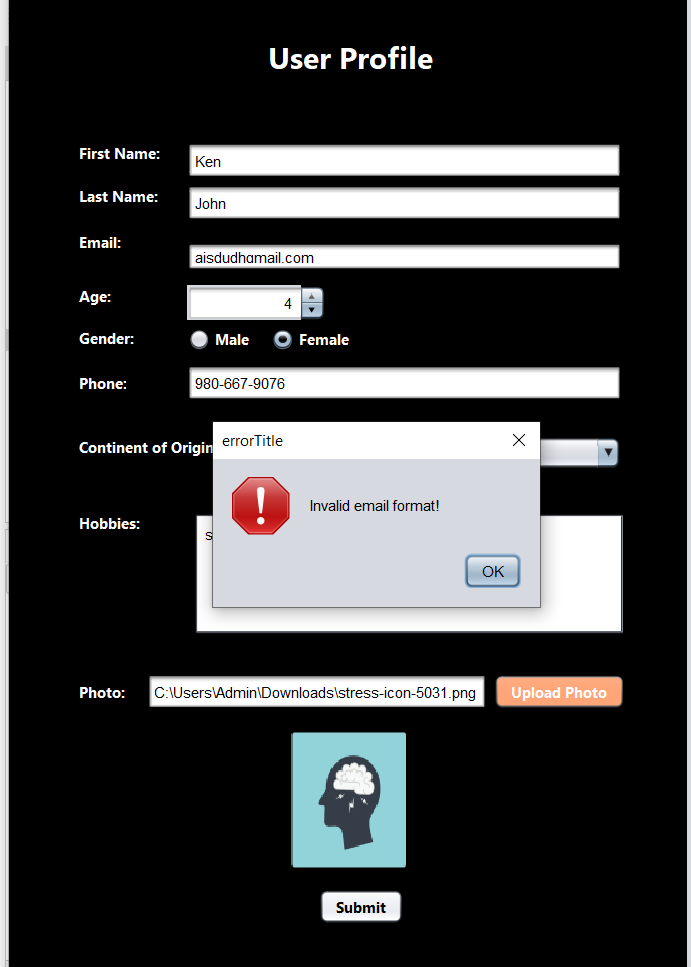 User Profile
First Name:
Ken
Last Name:
John
Email:
aisdudhgmail.com
Age:
4
Gender:
Male
Female
Phone:
980-667-9076
Continent of Origin
errorTitle
Invalid email format!
OK
Hobbies:
s
Photo:
C:\Users\Admin\Downloads\stress-icon-5031.png
Upload Photo
Submit